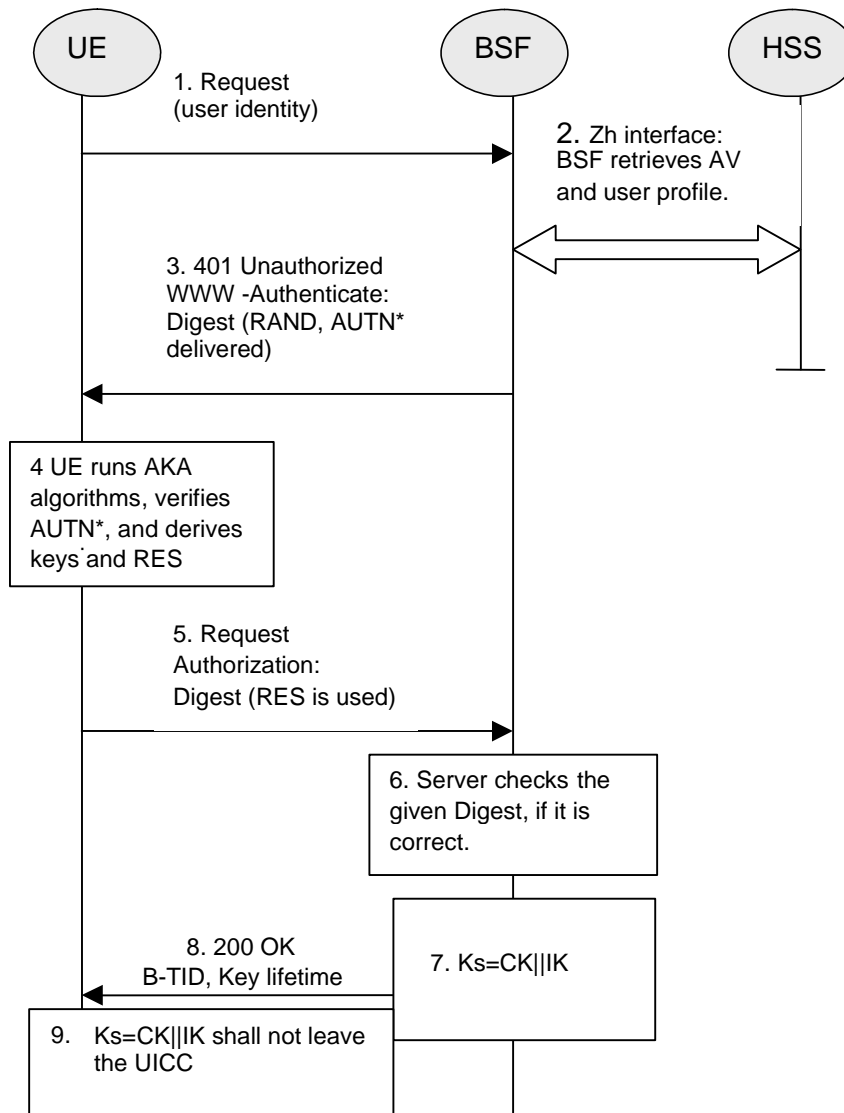 UE
BSF
HSS
1. Request
(user identity)
2. Zh interface:
BSF retrieves AV
and user profile.
3. 401 Unauthorized
WWW -Authenticate:
Digest (RAND, AUTN*
delivered)
4 UE runs AKA
algorithms, verifies
AUTN*, and derives
keys and RES
5. Request
Authorization:
Digest (RES is used)
6. Server checks the
given Digest, if it is
correct.
7. Ks=CK||IK
8. 200 OK
B-TID, Key lifetime
9. Ks=CK||IK shall not leave
the UICC